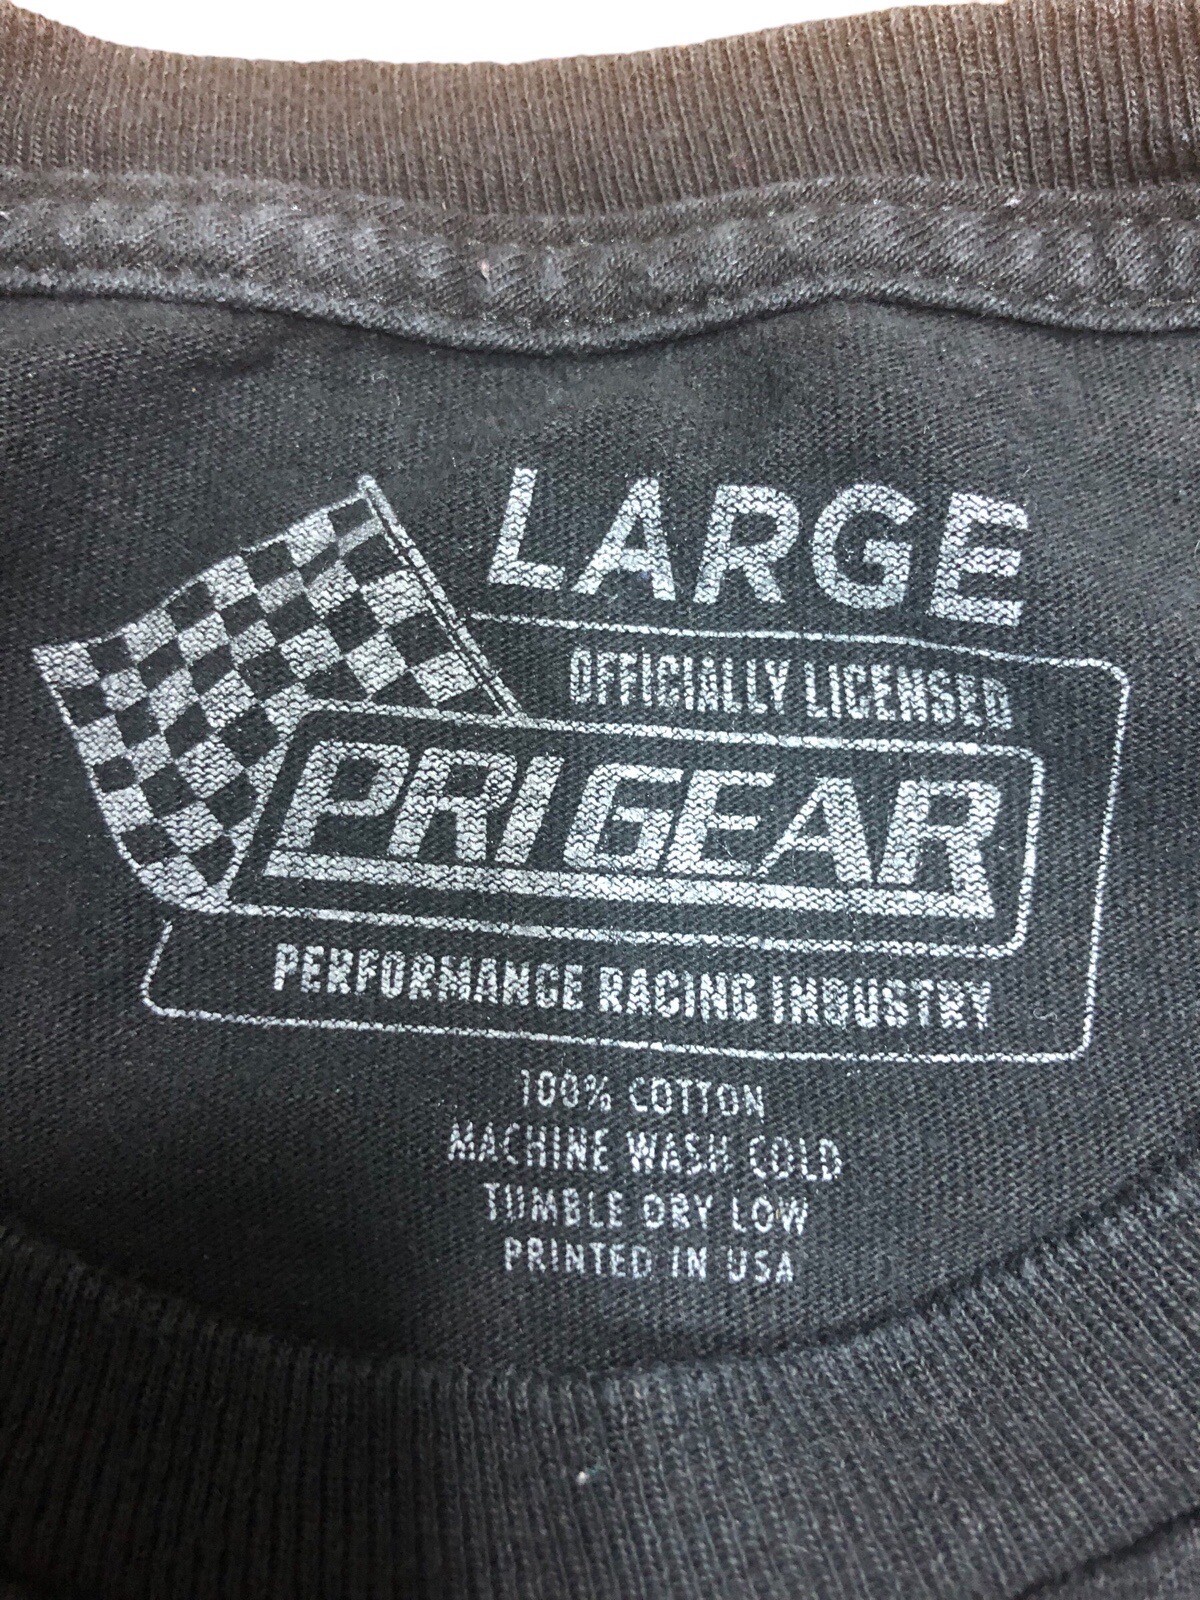 LARGE
OFFICIALLY LICENSED
PRI GEAR
PERFORMANCE RACING INDUSTRY
100% COTTON
MACHINE WASH COLD
TUMBLE DRY LOW
PRINTED IN USA